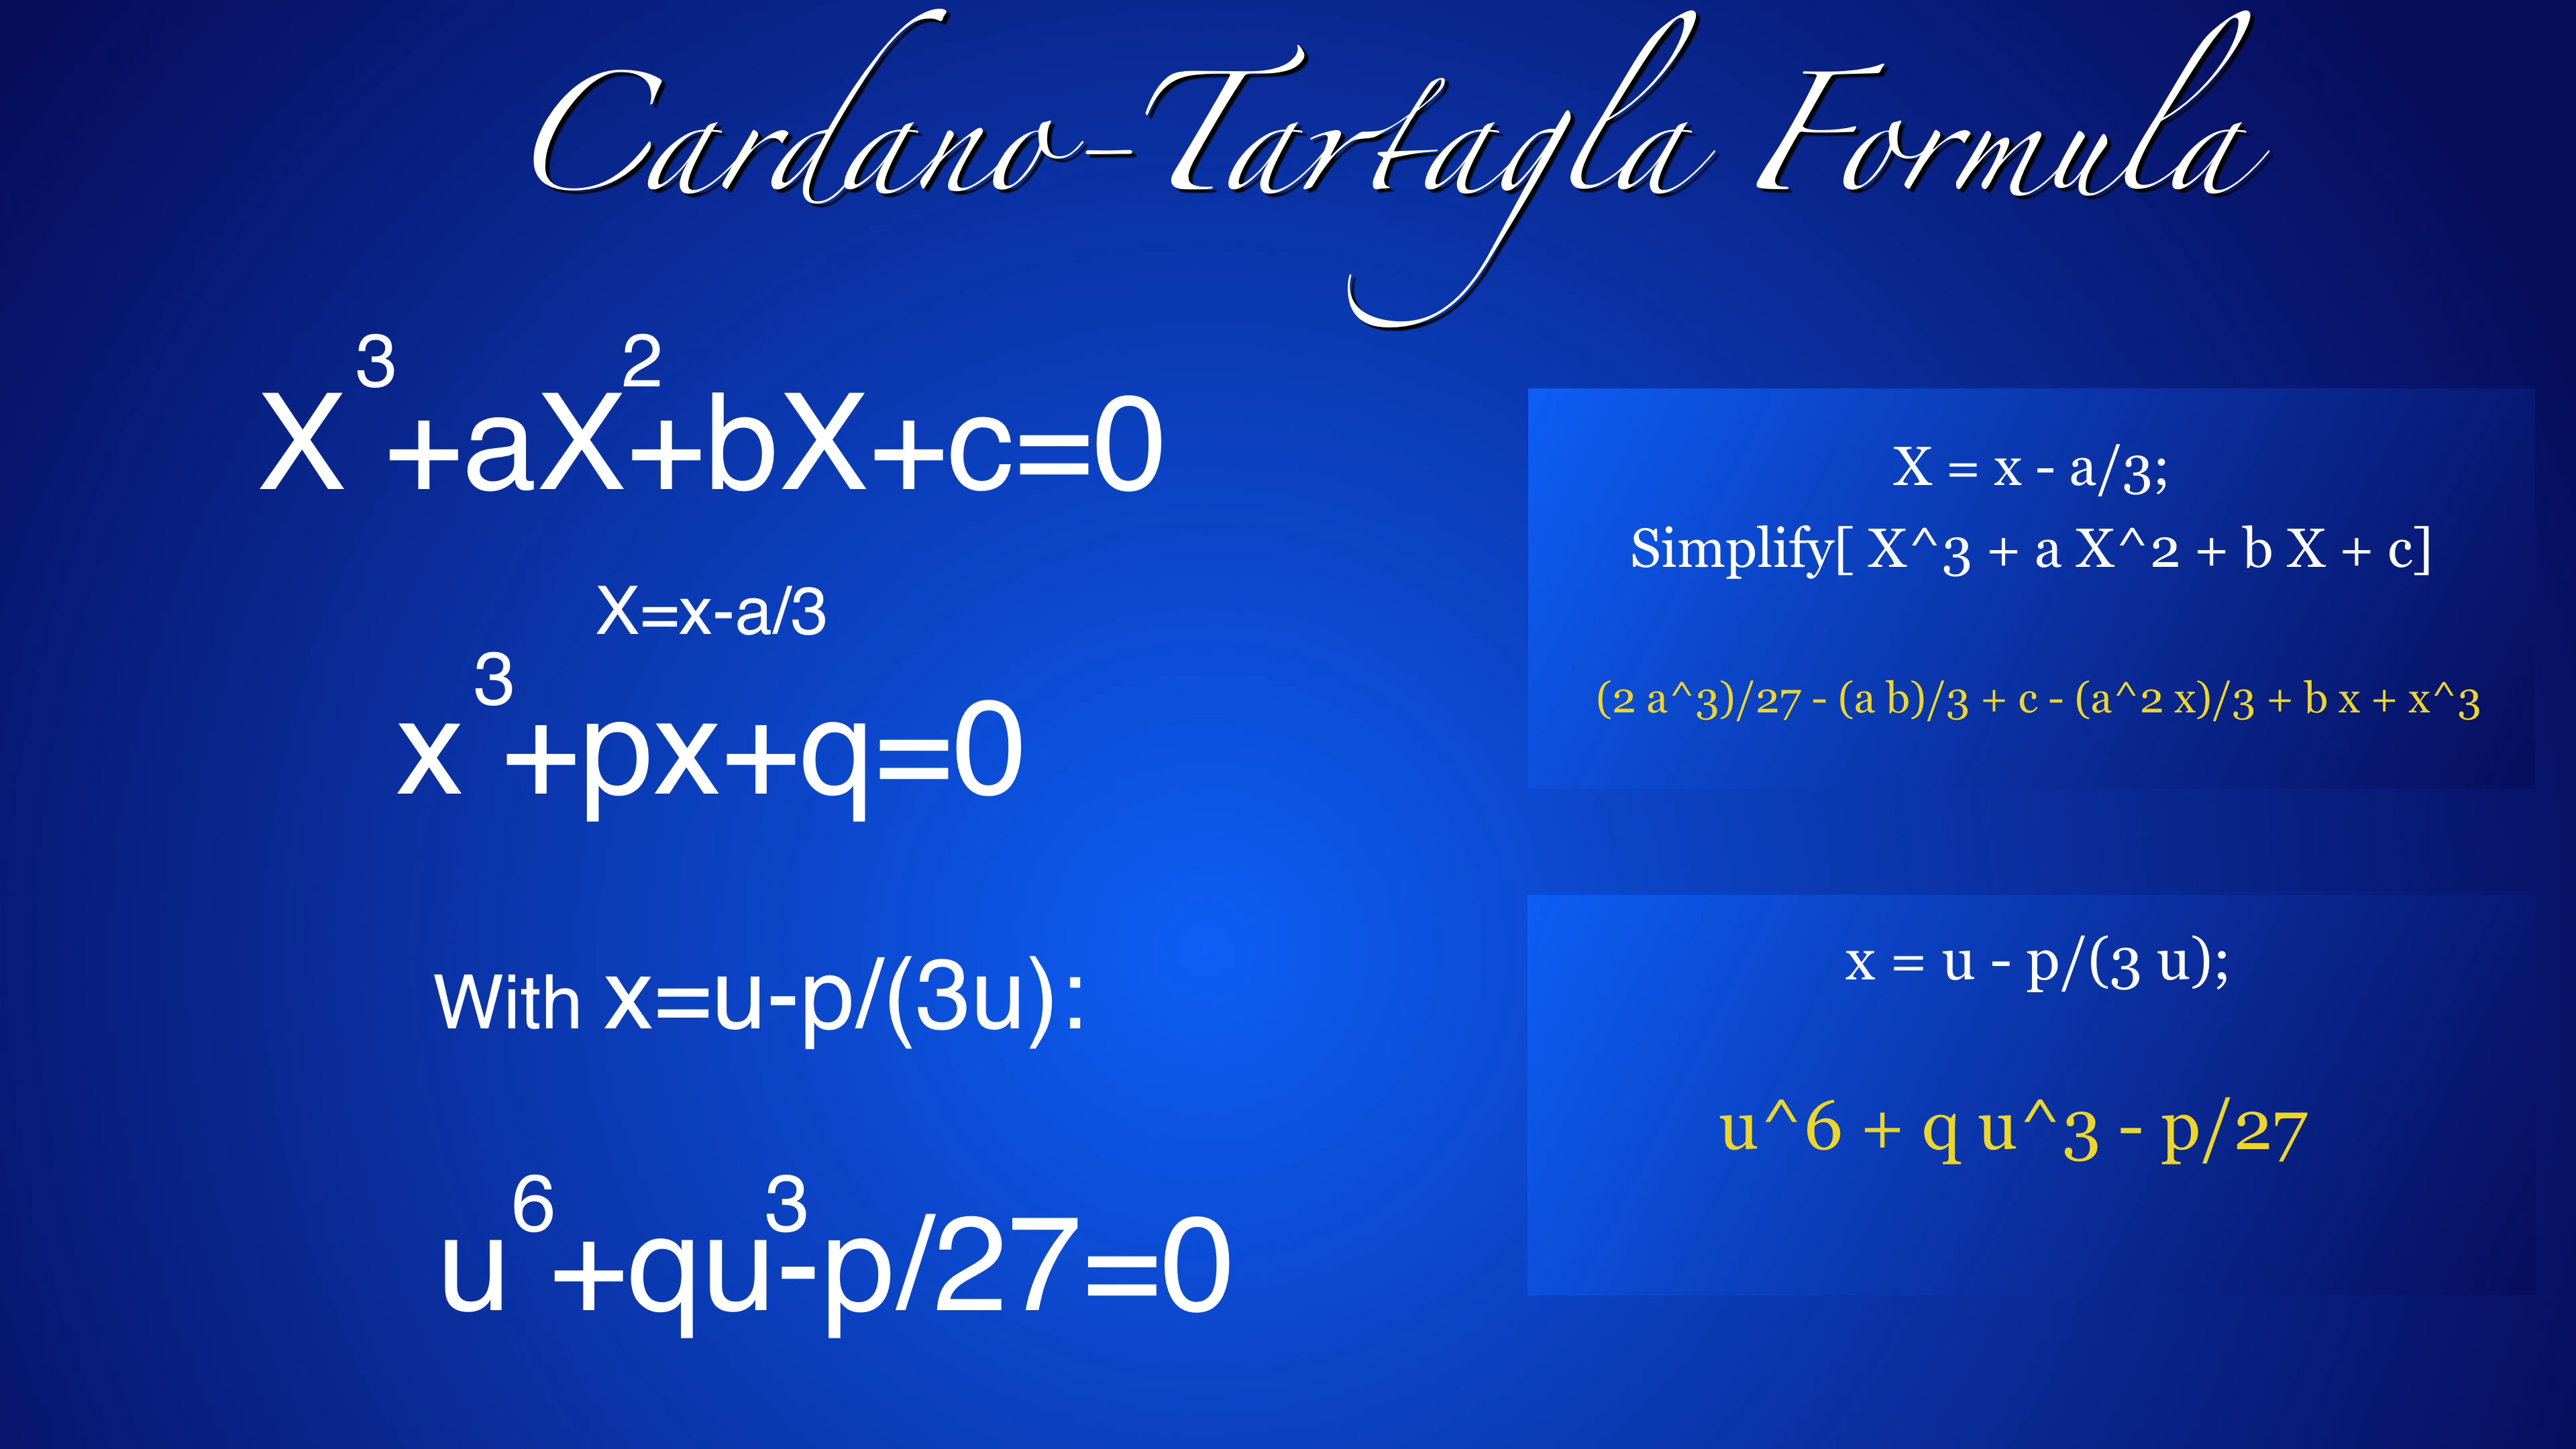 Cardano-Tartagla Formula
X³+aX²+bX+c=0
X=x-a/3
x³+px+q=0
With x=u-p/(3u):
u⁶+qu³-p/27=0
X = x - a/3;
Simplify[ X^3 + a X^2 + b X + c]
(2 a^3)/27 - (a b)/3 + c - (a^2 x)/3 + b x + x^3
x = u - p/(3 u);
u^6 + q u^3 - p/27